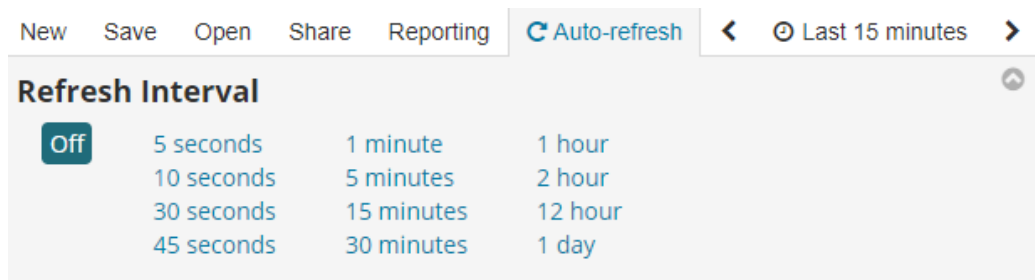 New Save Open Share Reporting Auto-refresh Last 15 minutes
Refresh Interval
Off 5 seconds 1 minute 1 hour
10 seconds 5 minutes 2 hour
30 seconds 15 minutes 12 hour
45 seconds 30 minutes 1 day